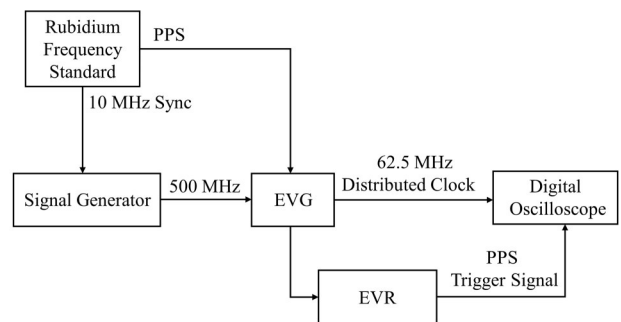 Rubidium
Frequency
Standard
PPS
10 MHz Sync
Signal Generator
500 MHz
EVG
62.5 MHz
Distributed Clock
Digital
Oscilloscope
PPS
Trigger Signal
EVR